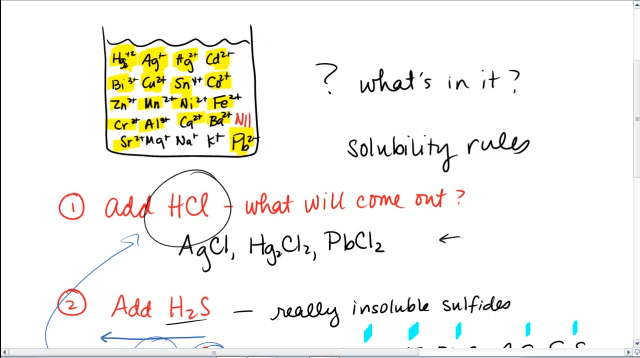 Hg₂⁺² Ag⁺ Hg²⁺ Cd²⁺
Bi³⁺ Cu²⁺ Sn⁴⁺ Co²⁺
Zn²⁺ Mn²⁺ Ni²⁺ Fe²⁺
Cr³⁺ Al³⁺ Ca²⁺ Ba²⁺
Sr²⁺ Mg⁺ Na⁺ K⁺ Pb²⁺
? what's in it?
solubility rules
① add HCl - what will come out?
AgCl, Hg₂Cl₂, PbCl₂ ←
② Add H₂S — really insoluble sulfides